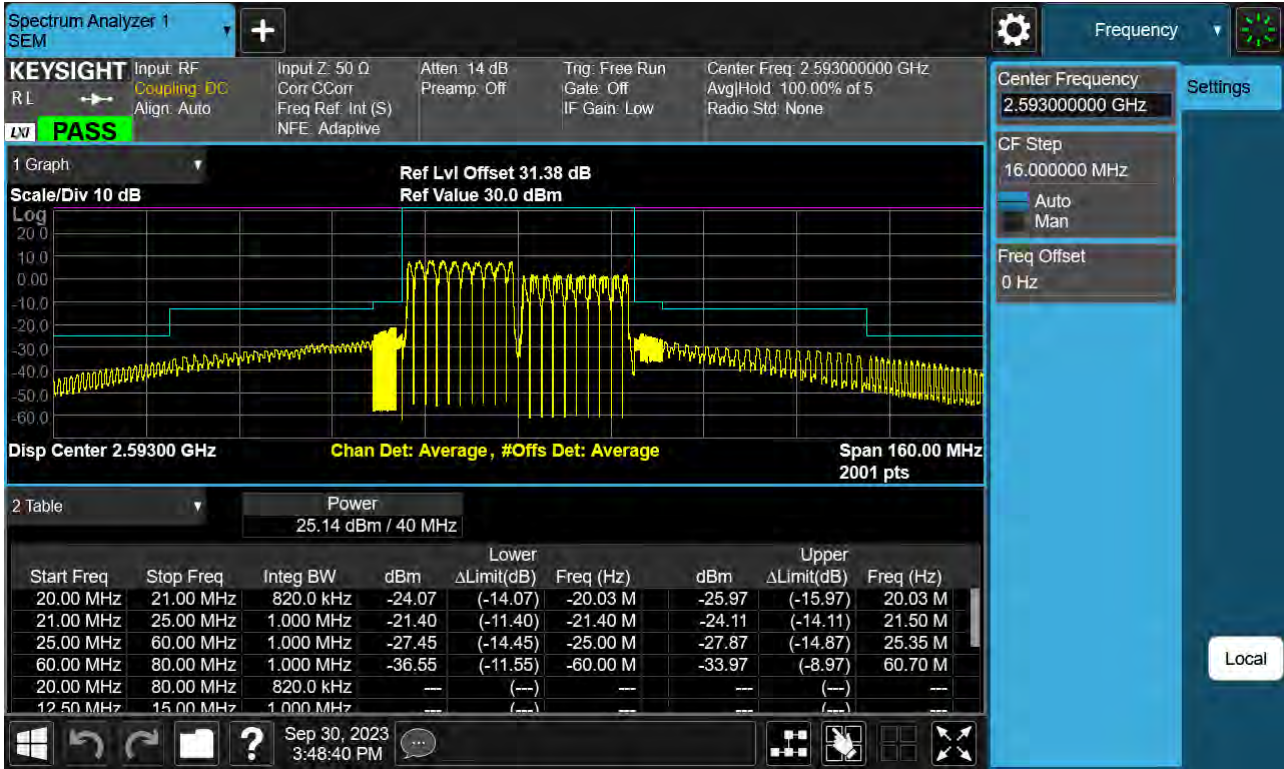 Spectrum Analyzer 1
SEM
Frequency
KEYSIGHT
Input: RF
Coupling: DC
Align: Auto
Input Z: 50 Ω
Corr CCorr
Freq Ref: Int (S)
NFE: Adaptive
Atten: 14 dB
Preamp: Off
Trig: Free Run
Gate: Off
IF Gain: Low
Center Freq: 2.593000000 GHz
Avg|Hold: 100.00% of 5
Radio Std: None
R L
LXI PASS
Center Frequency
2.593000000 GHz
Settings
CF Step
16.000000 MHz
Auto
Man
Freq Offset
0 Hz
1 Graph
Scale/Div 10 dB
Ref Lvl Offset 31.38 dB
Ref Value 30.0 dBm
Log
20.0
10.0
0.00
-10.0
-20.0
-30.0
-40.0
-50.0
-60.0
Disp Center 2.59300 GHz Chan Det: Average, #Offs Det: Average Span 160.00 MHz
2001 pts
2 Table
Power
25.14 dBm / 40 MHz
Lower Upper
Start Freq Stop Freq Integ BW dBm ΔLimit(dB) Freq (Hz) dBm ΔLimit(dB) Freq (Hz)
20.00 MHz 21.00 MHz 820.0 kHz -24.07 (-14.07) -20.03 M -25.97 (-15.97) 20.03 M
21.00 MHz 25.00 MHz 1.000 MHz -21.40 (-11.40) -21.40 M -24.11 (-14.11) 21.50 M
25.00 MHz 60.00 MHz 1.000 MHz -27.45 (-14.45) -25.00 M -27.87 (-14.87) 25.35 M
60.00 MHz 80.00 MHz 1.000 MHz -36.55 (-11.55) -60.00 M -33.97 (-8.97) 60.70 M
20.00 MHz 80.00 MHz 820.0 kHz --- (---) --- --- (---) ---
12.50 MHz 15.00 MHz 1.000 MHz --- (---) --- --- (---) ---
Local
?
Sep 30, 2023
3:48:40 PM